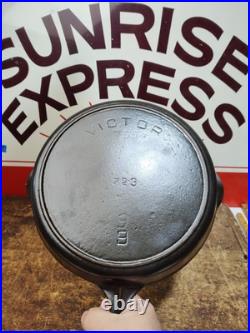 SUNRISE
EXPRESS
VICTOR
723
8